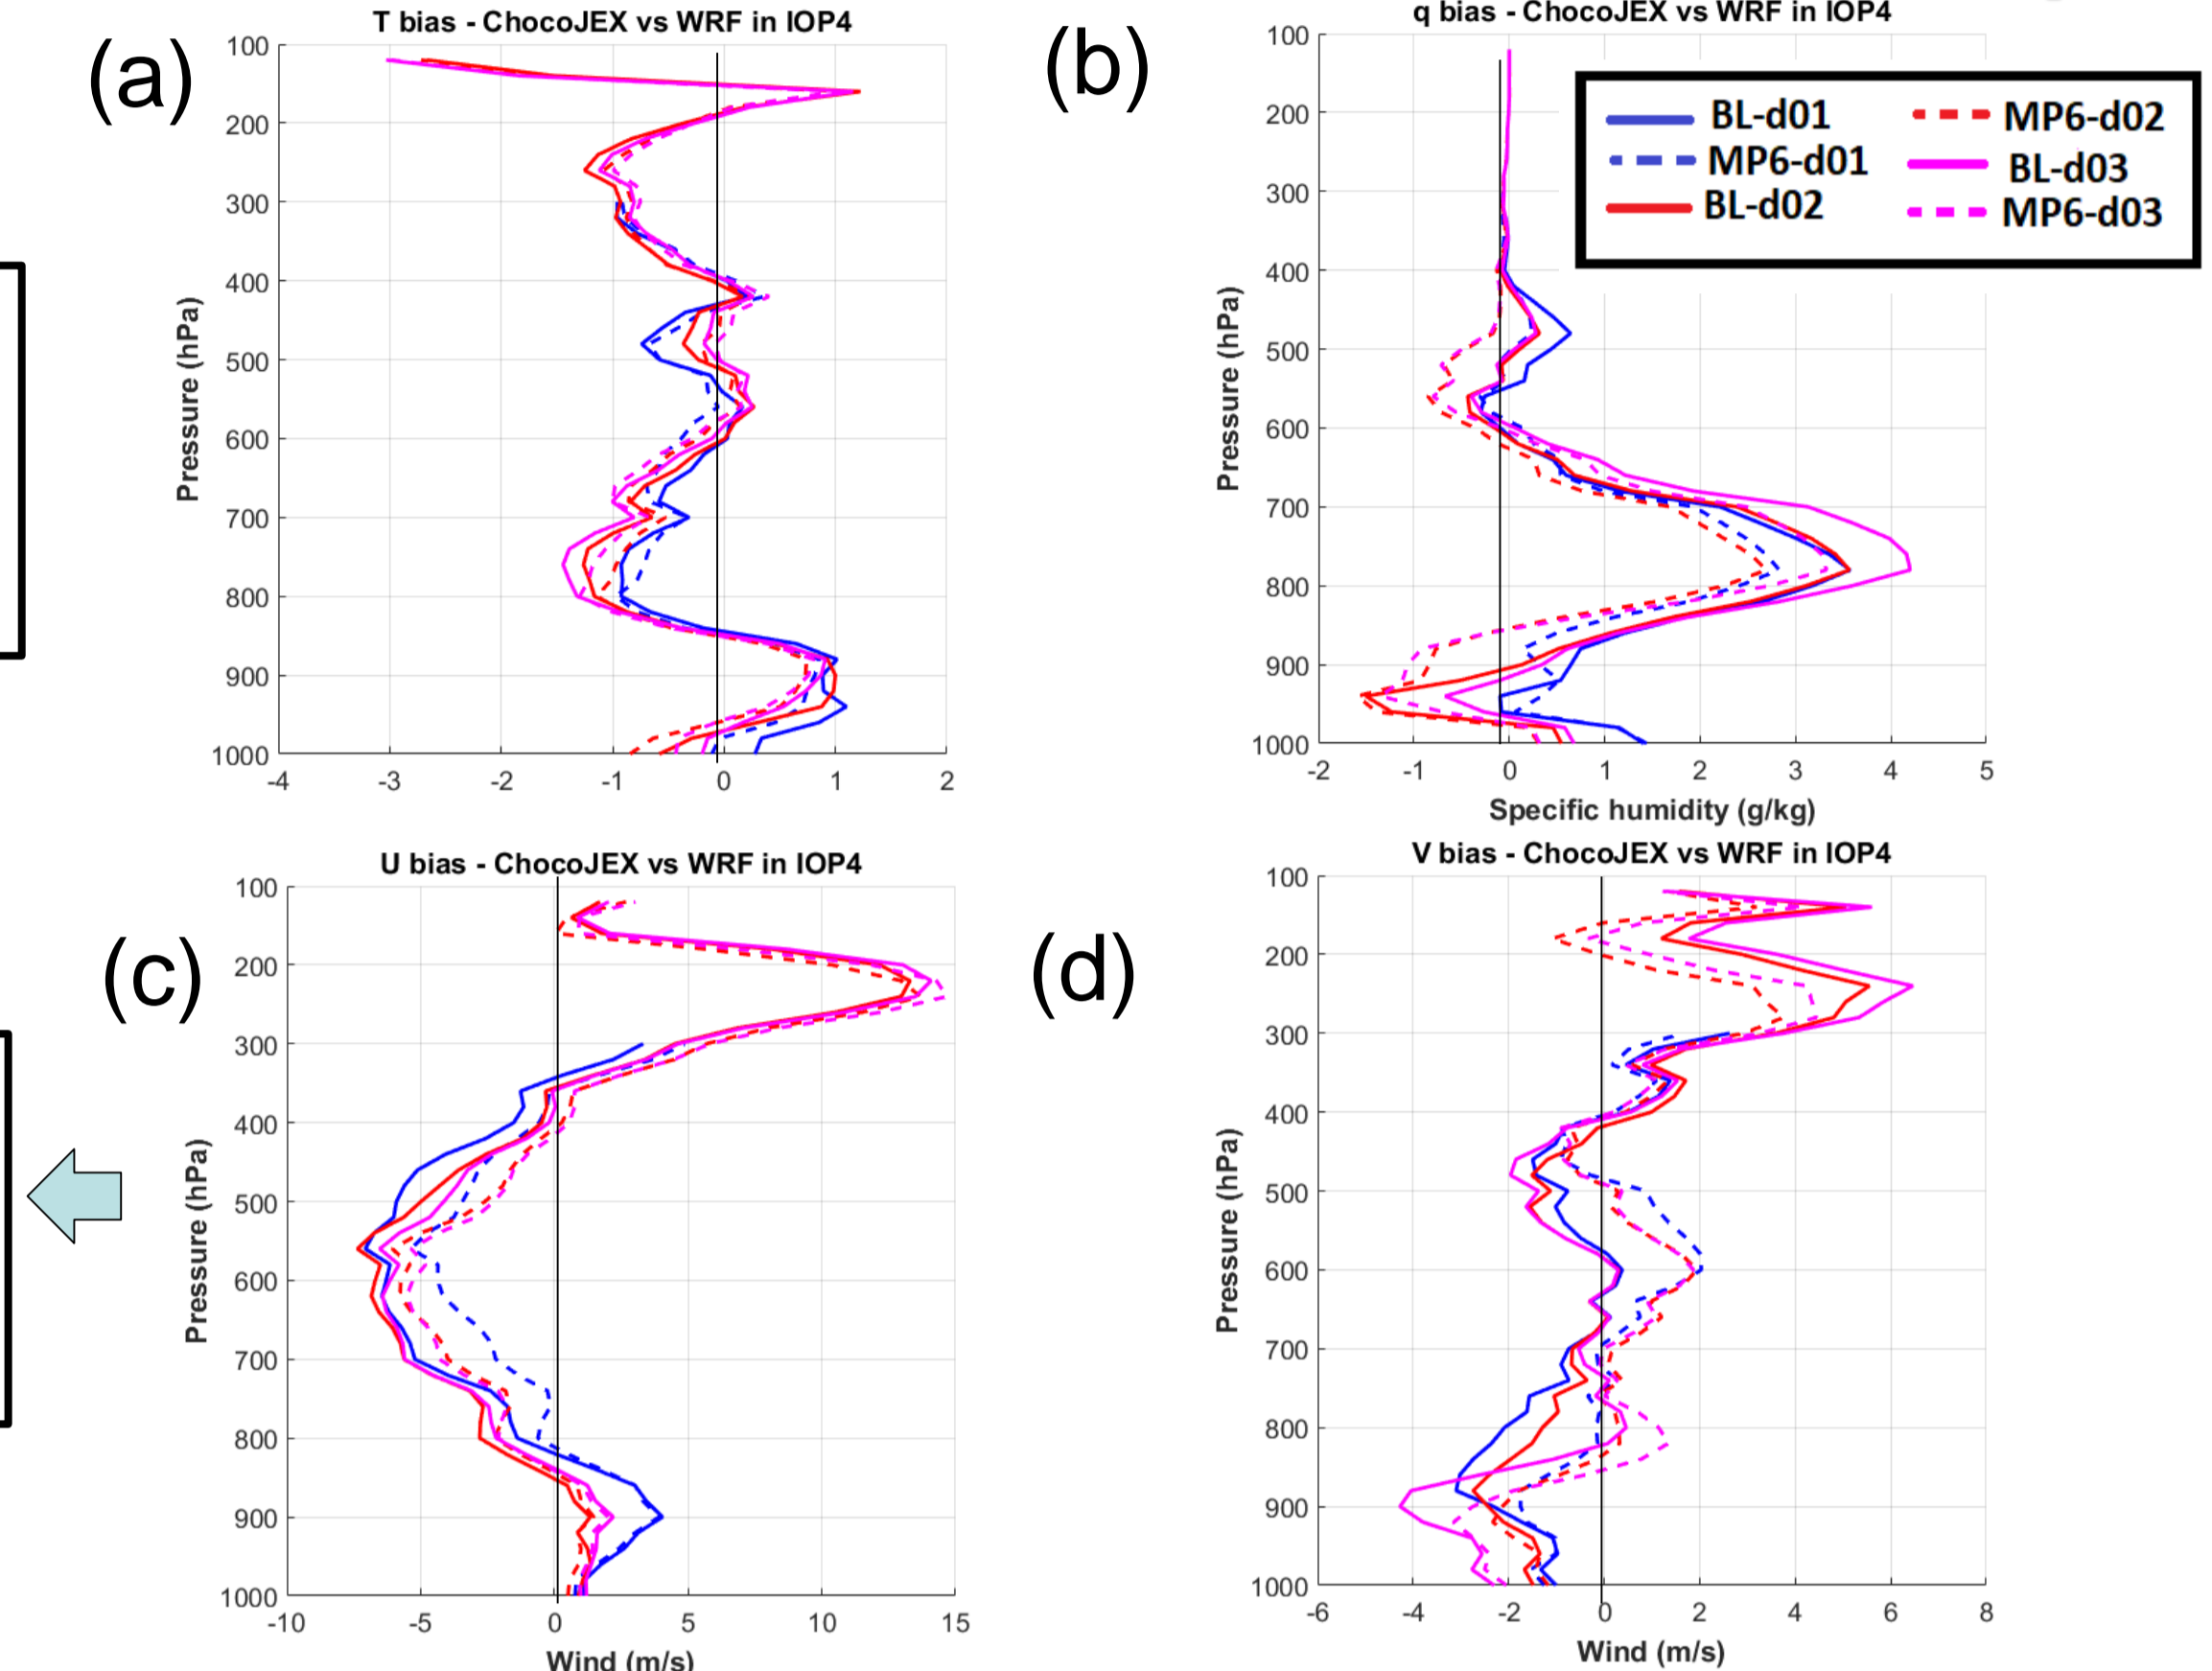 T bias - ChocoJEX vs WRF in IOP4
(a)
Pressure (hPa)
100
200
300
400
500
600
700
800
900
1000
-4 -3 -2 -1 0 1 2
q bias - ChocoJEX vs WRF in IOP4
(b)
BL-d01
MP6-d01
BL-d02
MP6-d02
BL-d03
MP6-d03
Pressure (hPa)
100
200
300
400
500
600
700
800
900
1000
-2 -1 0 1 2 3 4 5
Specific humidity (g/kg)
U bias - ChocoJEX vs WRF in IOP4
(c)
Pressure (hPa)
100
200
300
400
500
600
700
800
900
1000
-10 -5 0 5 10 15
Wind (m/s)
V bias - ChocoJEX vs WRF in IOP4
(d)
Pressure (hPa)
100
200
300
400
500
600
700
800
900
1000
-6 -4 -2 0 2 4 6 8
Wind (m/s)